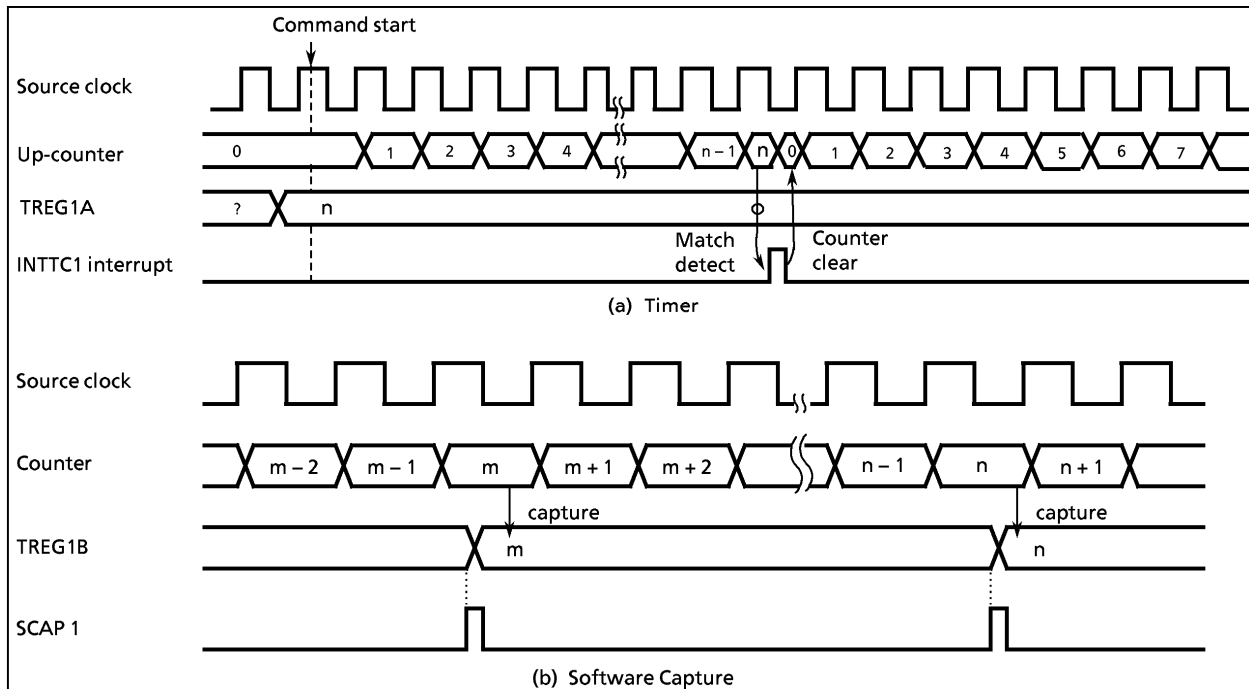 Command start
Source clock
Up-counter 0 1 2 3 4 n – 1 n 0 1 2 3 4 5 6 7
TREG1A ? n
Match detect
Counter clear
INTTC1 interrupt
(a) Timer
Source clock
Counter m – 2 m – 1 m m + 1 m + 2 n – 1 n n + 1
capture capture
TREG1B m n
SCAP 1
(b) Software Capture